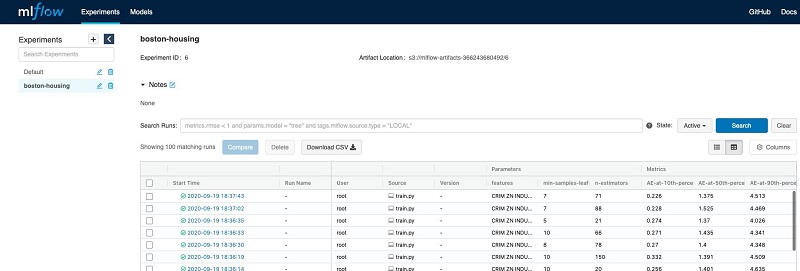 mlflow Experiments Models GitHub Docs
Experiments + <
Search Experiments
Default
boston-housing
boston-housing
Experiment ID : 6 Artifact Location : s3://mlflow-artifacts-366243680492/6
Notes
None
Search Runs: metrics.rmse < 1 and params.model = "tree" and tags.mlflow.source.type = "LOCAL" ? State: Active Search Clear
Showing 100 matching runs Compare Delete Download CSV Columns
Parameters Metrics
Start Time Run Name User Source Version features min-samples-leaf n-estimators AE-at-10th-perce AE-at-50th-perce AE-at-90th-perce
2020-09-19 18:37:43 - root train.py - CRIM ZN INDU... 7 71 0.226 1.375 4.513
2020-09-19 18:37:02 - root train.py - CRIM ZN INDU... 7 88 0.228 1.525 4.469
2020-09-19 18:36:35 - root train.py - CRIM ZN INDU... 5 21 0.274 1.37 4.026
2020-09-19 18:36:33 - root train.py - CRIM ZN INDU... 10 66 0.271 1.435 4.341
2020-09-19 18:36:30 - root train.py - CRIM ZN INDU... 8 78 0.27 1.4 4.348
2020-09-19 18:36:19 - root train.py - CRIM ZN INDU... 10 150 0.332 1.391 4.509
2020-09-19 18:36:14 - root train.py - CRIM ZN INDU... 10 20 0.256 1.401 4.635